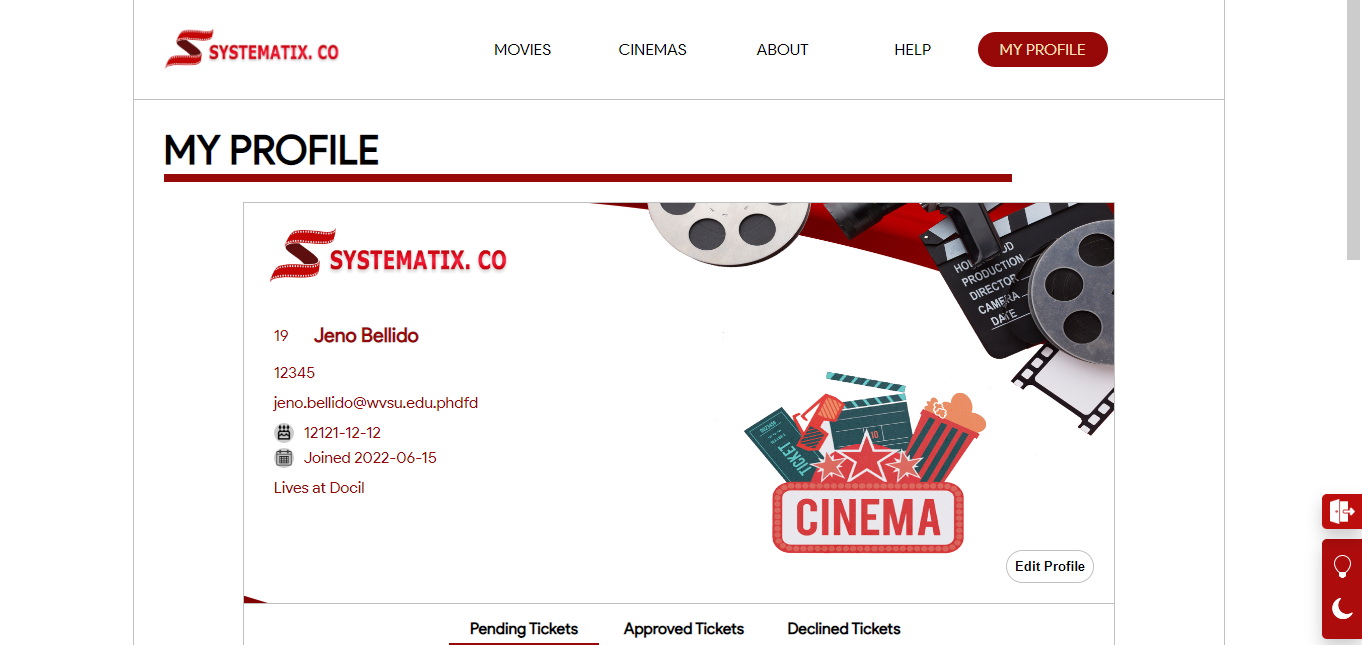 SYSTEMATIX. CO
MOVIES
CINEMAS
ABOUT
HELP
MY PROFILE
MY PROFILE
SYSTEMATIX. CO
PRODUCTION
DIRECTOR
CAMERA
DATE
19 Jeno Bellido
12345
jeno.bellido@wvsu.edu.phdfd
12121-12-12
Joined 2022-06-15
Lives at Docil
TICKET
CINEMA
Edit Profile
Pending Tickets
Approved Tickets
Declined Tickets